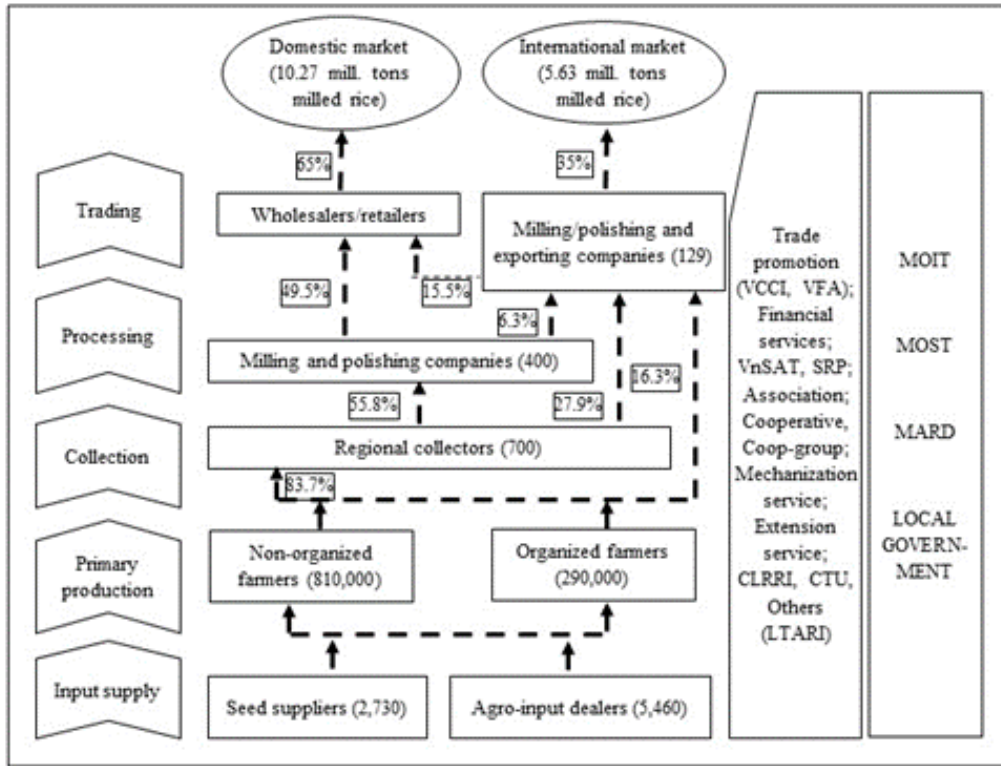 Domestic market
(10.27 mill. tons
milled rice)
International market
(5.63 mill. tons
milled rice)
65%
35%
Trading
Wholesalers/retailers
Milling/polishing and
exporting companies (129)
49.5%
15.5%
6.3%
Processing
Milling and polishing companies (400)
16.3%
55.8%
27.9%
Collection
Regional collectors (700)
83.7%
Primary
production
Non-organized
farmers (810,000)
Organized farmers
(290,000)
Input supply
Seed suppliers (2,730)
Agro-input dealers (5,460)
Trade
promotion
(VCCI, VFA);
Financial
services;
VnSAT, SRP;
Association;
Cooperative,
Coop-group;
Mechanization
service;
Extension
service;
CLRRI, CTU,
Others
(LTARI)
MOIT
MOST
MARD
LOCAL
GOVERN-
MENT